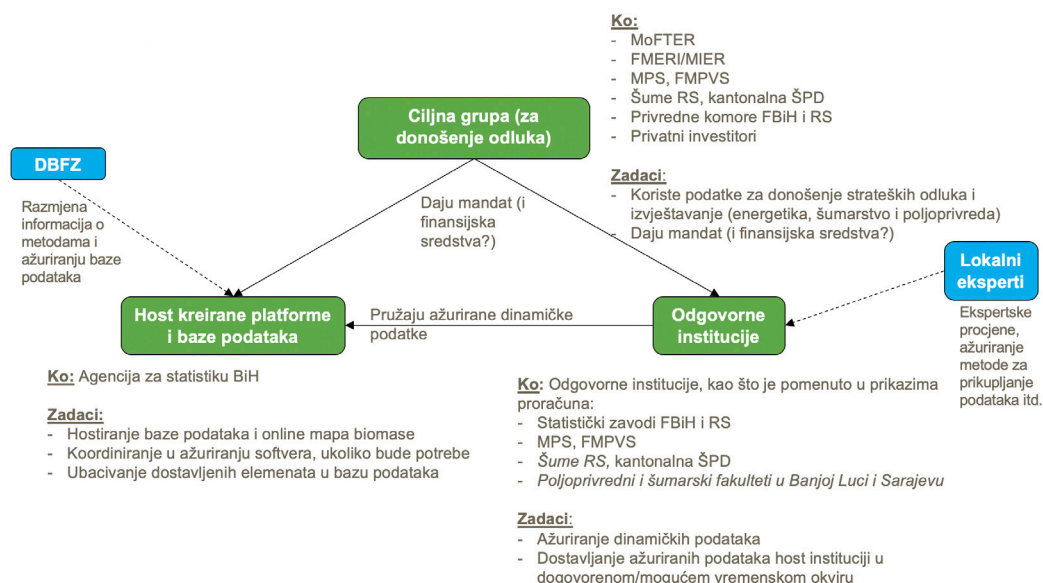 Ko:
- MoFTER
- FMERI/MIER
- MPS, FMPVS
- Šume RS, kantonalna ŠPD
- Privredne komore FBiH i RS
- Privatni investitori
Zadaci:
- Koriste podatke za donošenje strateških odluka i
izvještavanje (energetika, šumarstvo i poljoprivreda)
- Daju mandat (i finansijska sredstva?)
Ciljna grupa (za
donošenje odluka)
DBFZ
Razmjena
informacija o
metodama i
ažuriranju baze
podataka
Daju mandat (i
finansijska
sredstva?)
Lokalni
eksperti
Ekspertske
procjene,
ažuriranje
metode za
prikupljanje
podataka itd.
Host kreirane platforme
i baze podataka
Pružaju ažurirane dinamičke
podatke
Odgovorne
institucije
Ko: Agencija za statistiku BiH
Zadaci:
- Hostiranje baze podataka i online mapa biomase
- Koordiniranje u ažuriranju softvera, ukoliko bude potrebe
- Ubacivanje dostavljenih elemenata u bazu podataka
Ko: Odgovorne institucije, kao što je pomenuto u prikazima
proračuna:
- Statistički zavodi FBiH i RS
- MPS, FMPVS
- Šume RS, kantonalna ŠPD
- Poljoprivredni i šumarski fakulteti u Banjoj Luci i Sarajevu
Zadaci:
- Ažuriranje dinamičkih podataka
- Dostavljanje ažuriranih podataka host instituciji u
dogovorenom/mogućem vremenskom okviru